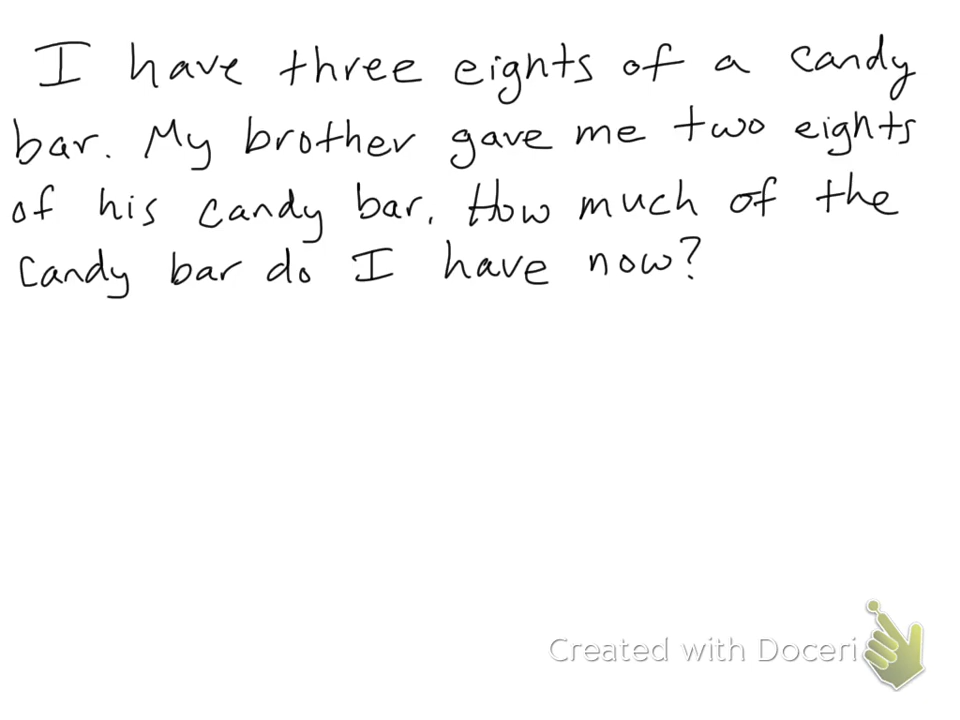 I have three eights of a candy
bar. My brother gave me two eights
of his candy bar. How much of the
candy bar do I have now?
Created with Doceri